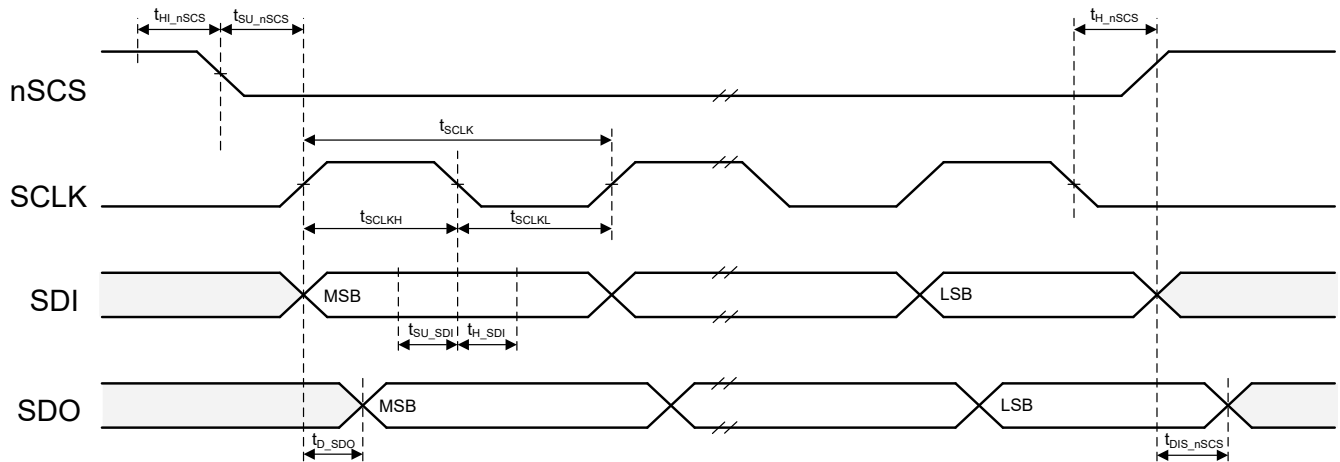 tHI_nSCS tSU_nSCS tH_nSCS
nSCS
tSCLK
SCLK
tSCLKH tSCLKL
SDI MSB LSB
tSU_SDI tH_SDI
SDO MSB LSB
tD_SDO tDIS_nSCS